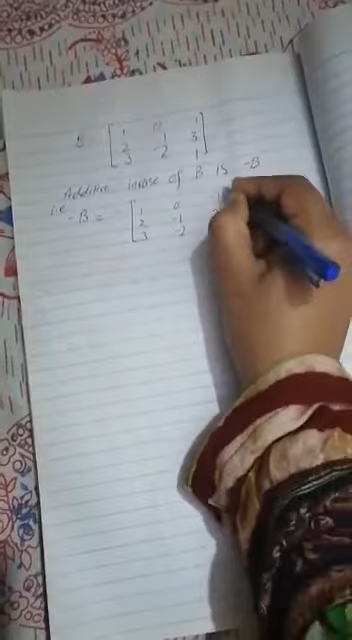 B = [1 0 1
2 -1 3
3 -2 1]
Additive inverse of B is -B
i.e
-B = [1 0
2 -1
3 -2